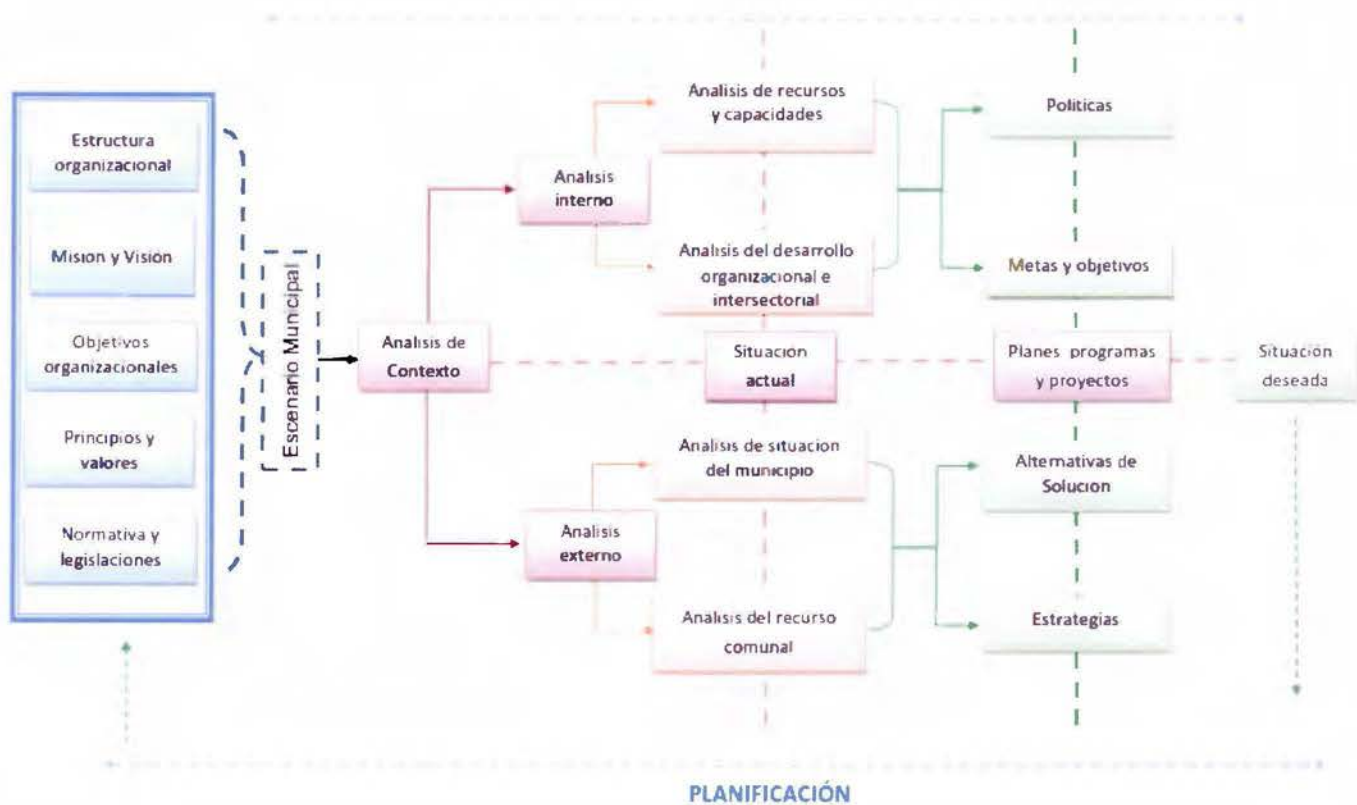 Estructura
organizacional
Mision y Visión
Objetivos
organizacionales
Principios y
valores
Normativa y
legislaciones
Escenario Municipal
Analisis de
Contexto
Analisis
interno
Analisis
externo
Analisis de recursos
y capacidades
Analisis del desarrollo
organizacional e
intersectorial
Situacion
actual
Analisis de situacion
del municipio
Analisis del recurso
comunal
Politicas
Metas y objetivos
Planes programas
y proyectos
Alternativas de
Solucion
Estrategias
Situación
deseada
PLANIFICACIÓN